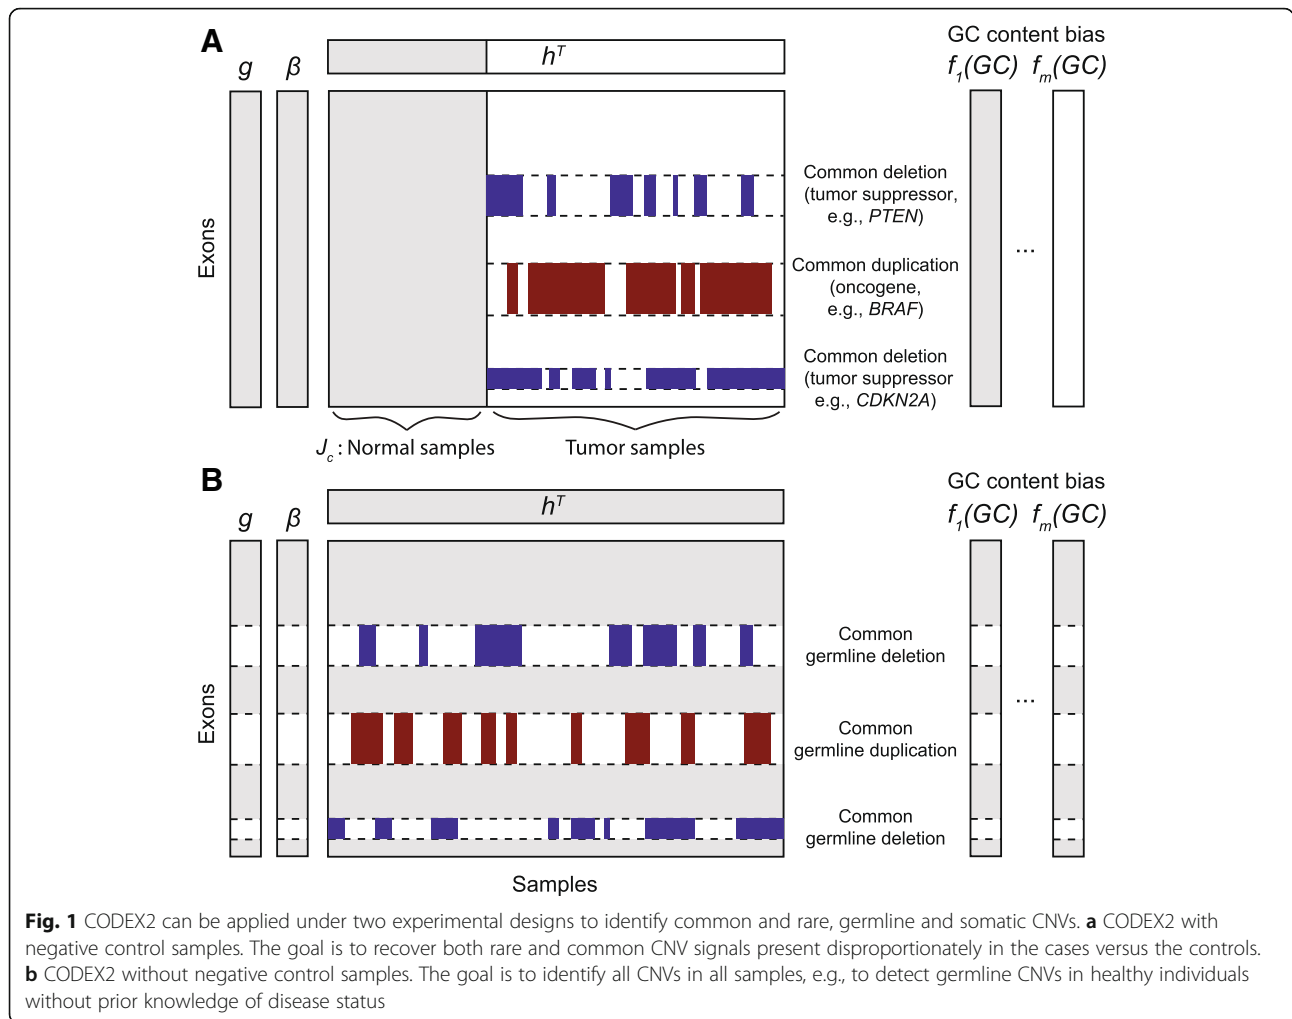 A
GC content bias
g β hᵀ f₁(GC) fₘ(GC)
Exons
Common deletion
(tumor suppressor,
e.g., PTEN)
...
Common duplication
(oncogene,
e.g., BRAF)
Common deletion
(tumor suppressor
e.g., CDKN2A)
J_c : Normal samples Tumor samples
B
GC content bias
g β hᵀ f₁(GC) fₘ(GC)
Exons
Common
germline deletion
...
Common
germline duplication
Common
germline deletion
Samples
Fig. 1 CODEX2 can be applied under two experimental designs to identify common and rare, germline and somatic CNVs. a CODEX2 with
negative control samples. The goal is to recover both rare and common CNV signals present disproportionately in the cases versus the controls.
b CODEX2 without negative control samples. The goal is to identify all CNVs in all samples, e.g., to detect germline CNVs in healthy individuals
without prior knowledge of disease status